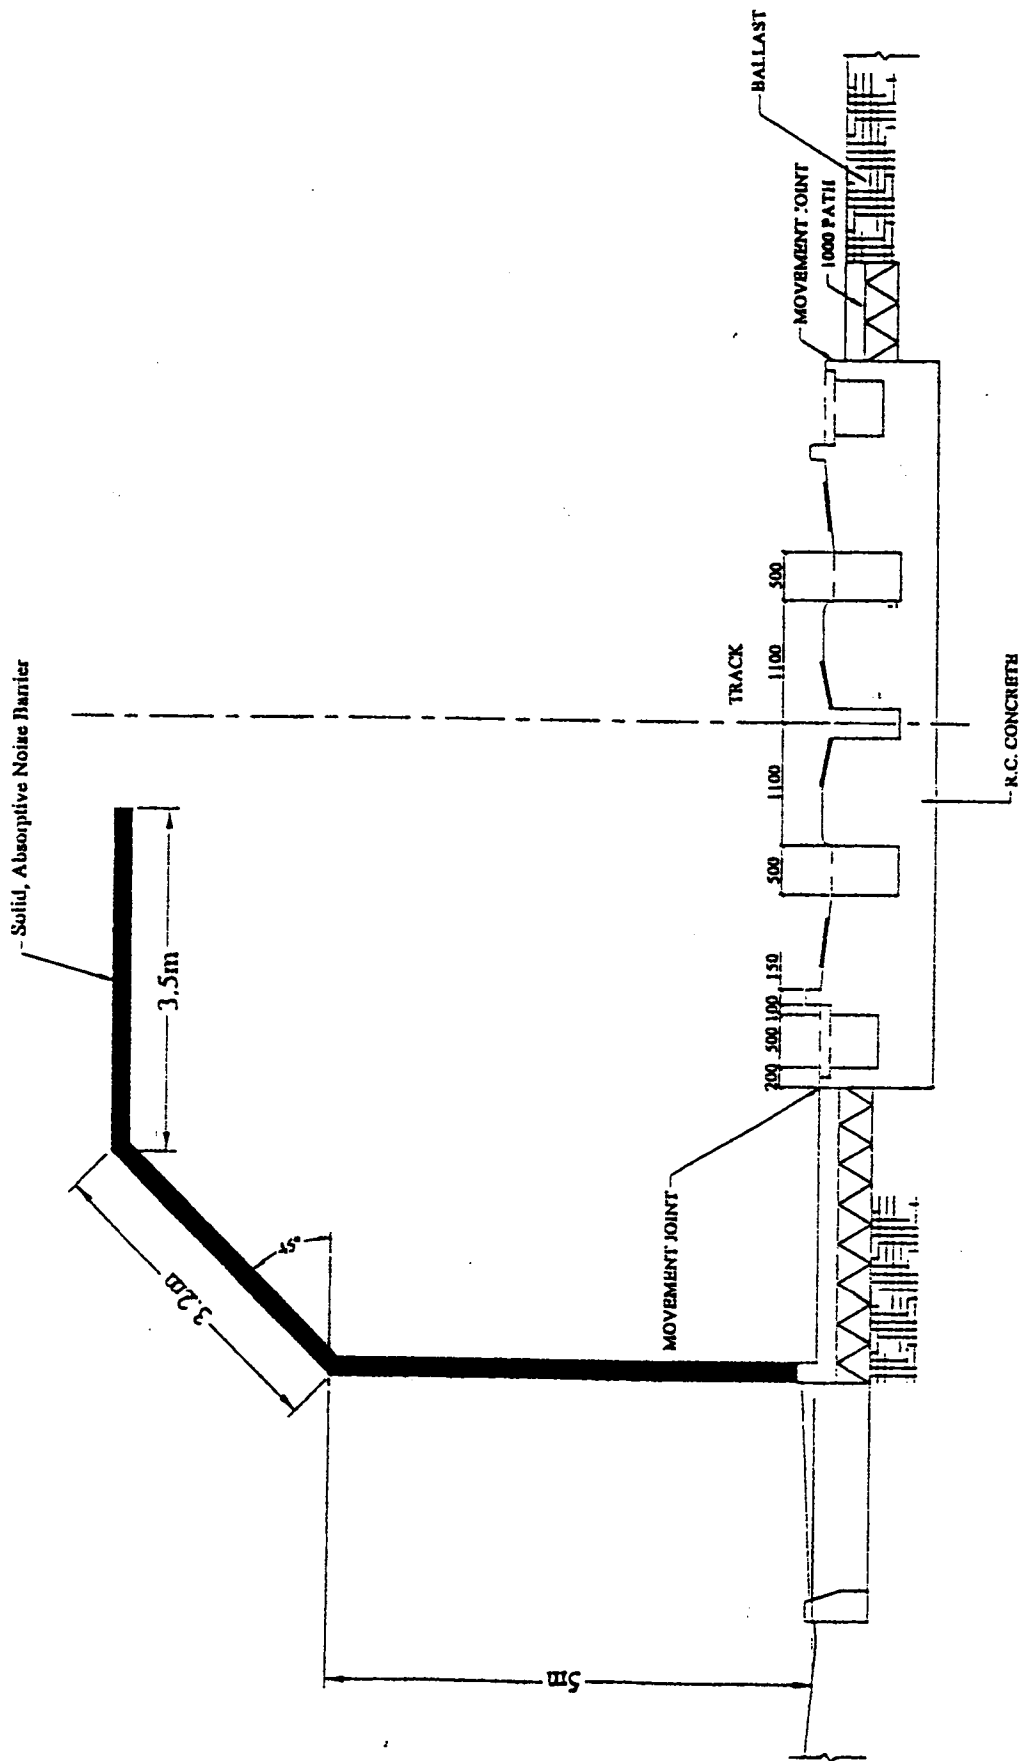 Solid, Absorptive Noise Barrier
3.5m
3.2m
45°
5m
MOVEMENT JOINT
200 500 100 150 500 1100 1100 500
TRACK
MOVEMENT JOINT
1000 PATH
BALLAST
R.C. CONCRETE